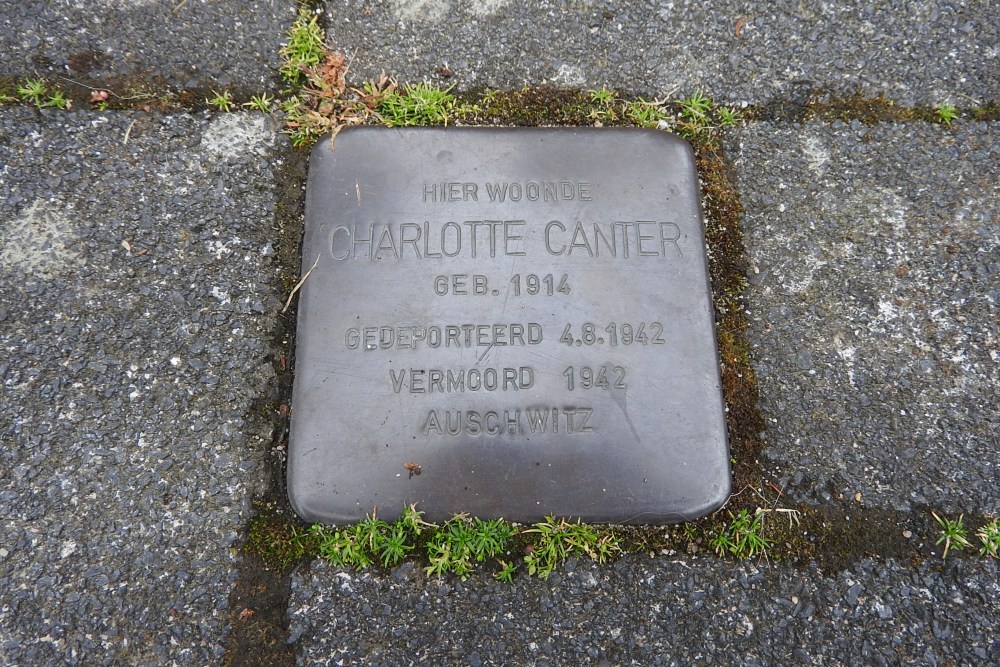 HIER WOONDE
CHARLOTTE CANTER
GEB. 1914
GEDEPORTEERD 4.8.1942
VERMOORD 1942
AUSCHWITZ